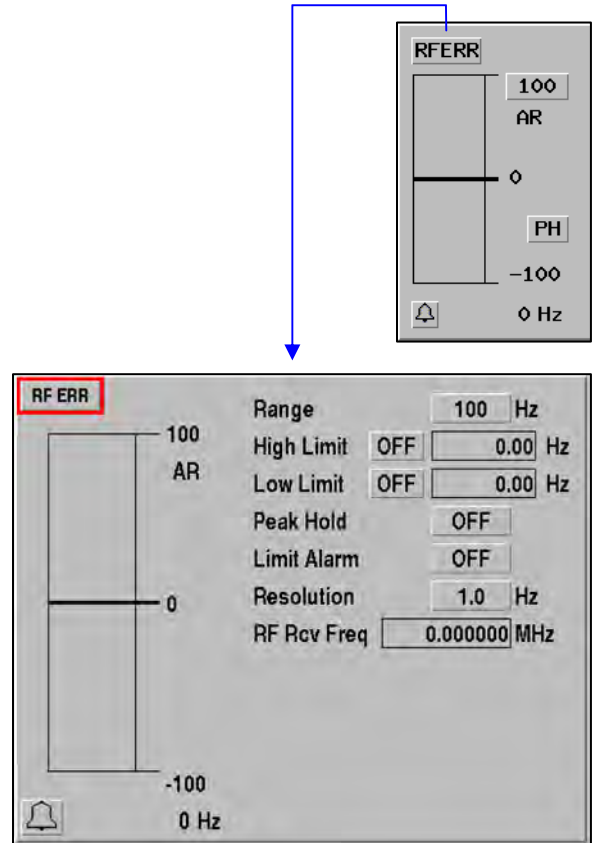 RFERR
100
AR
0
PH
-100
0 Hz
RF ERR
100
AR
0
-100
0 Hz
Range 100 Hz
High Limit OFF 0.00 Hz
Low Limit OFF 0.00 Hz
Peak Hold OFF
Limit Alarm OFF
Resolution 1.0 Hz
RF Rcv Freq 0.000000 MHz